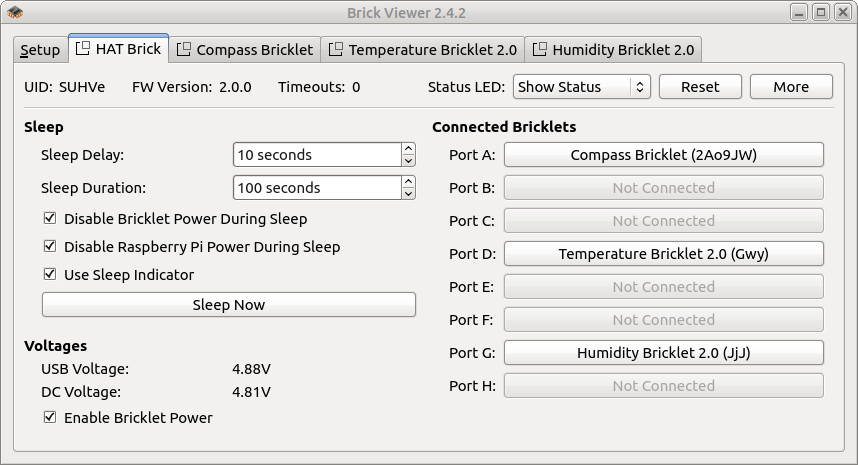 Brick Viewer 2.4.2
Setup HAT Brick Compass Bricklet Temperature Bricklet 2.0 Humidity Bricklet 2.0
UID: SUHVe FW Version: 2.0.0 Timeouts: 0 Status LED: Show Status Reset More
Sleep
Sleep Delay: 10 seconds
Sleep Duration: 100 seconds
Disable Bricklet Power During Sleep
Disable Raspberry Pi Power During Sleep
Use Sleep Indicator
Sleep Now
Voltages
USB Voltage: 4.88V
DC Voltage: 4.81V
Enable Bricklet Power
Connected Bricklets
Port A: Compass Bricklet (2Ao9JW)
Port B: Not Connected
Port C: Not Connected
Port D: Temperature Bricklet 2.0 (Gwy)
Port E: Not Connected
Port F: Not Connected
Port G: Humidity Bricklet 2.0 (JjJ)
Port H: Not Connected